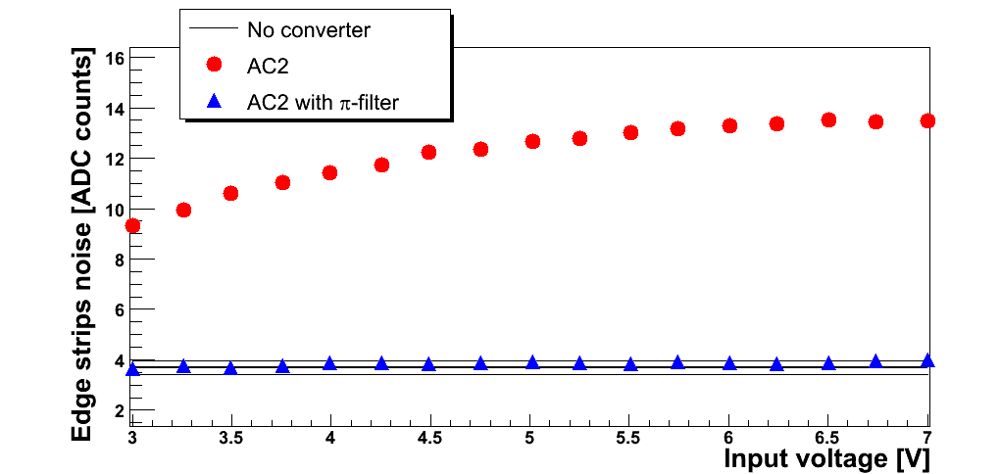 No converter
AC2
AC2 with π-filter
Edge strips noise [ADC counts]
16
14
12
10
8
6
4
2
3 3.5 4 4.5 5 5.5 6 6.5 7
Input voltage [V]